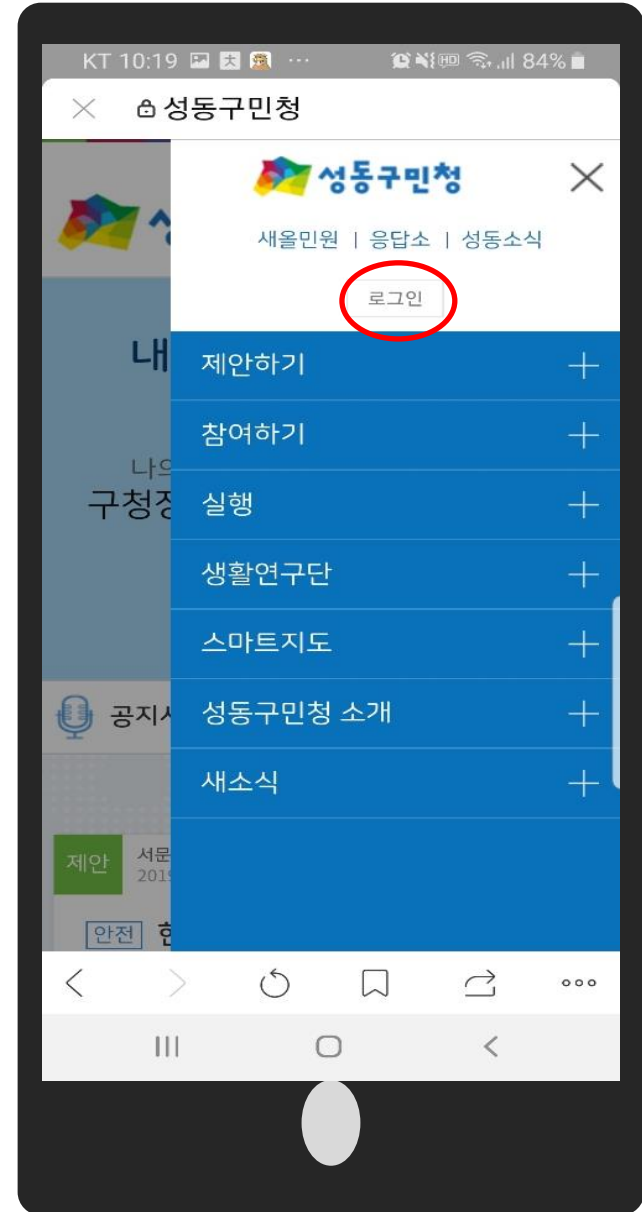 KT 10:19 大 ... HD 84%
성동구민청
성동구민청
새올민원 | 응답소 | 성동소식
로그인
내
제안하기
참여하기
나의
구청장
실행
생활연구단
스마트지도
공지사
성동구민청 소개
새소식
제안
서문
2019
[안전]